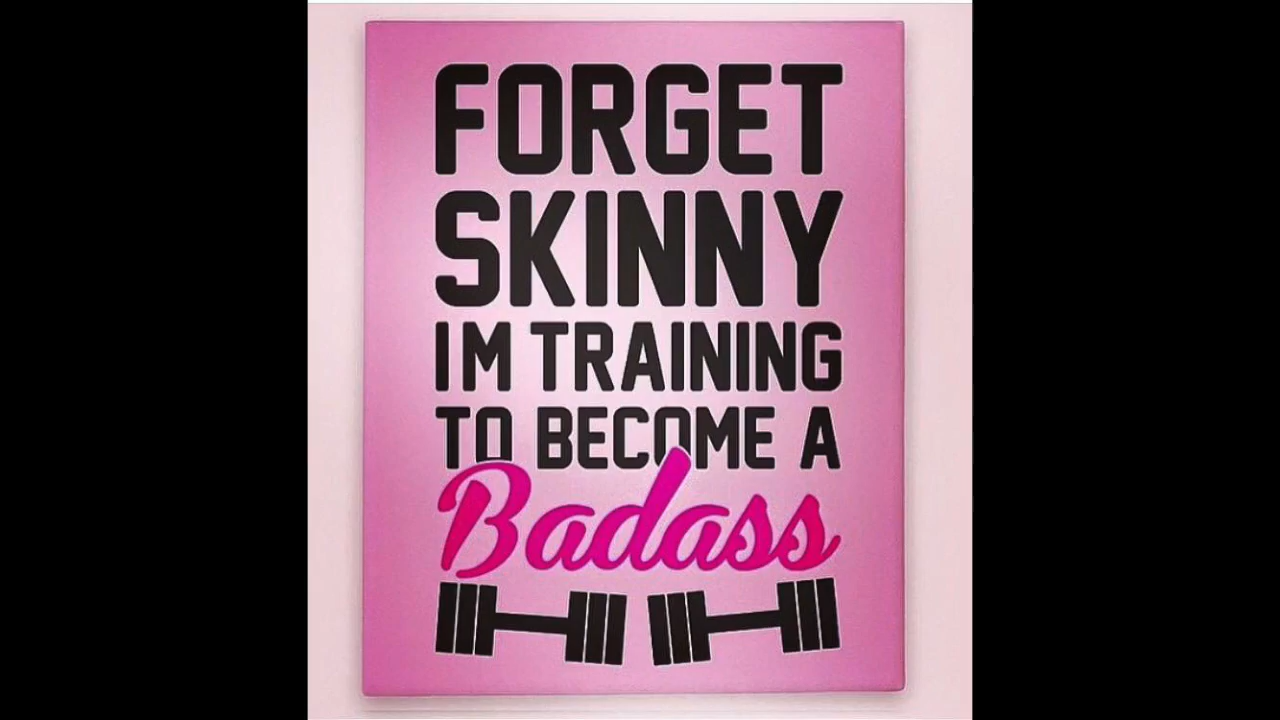 FORGET
SKINNY
IM TRAINING
TO BECOME A
Badass